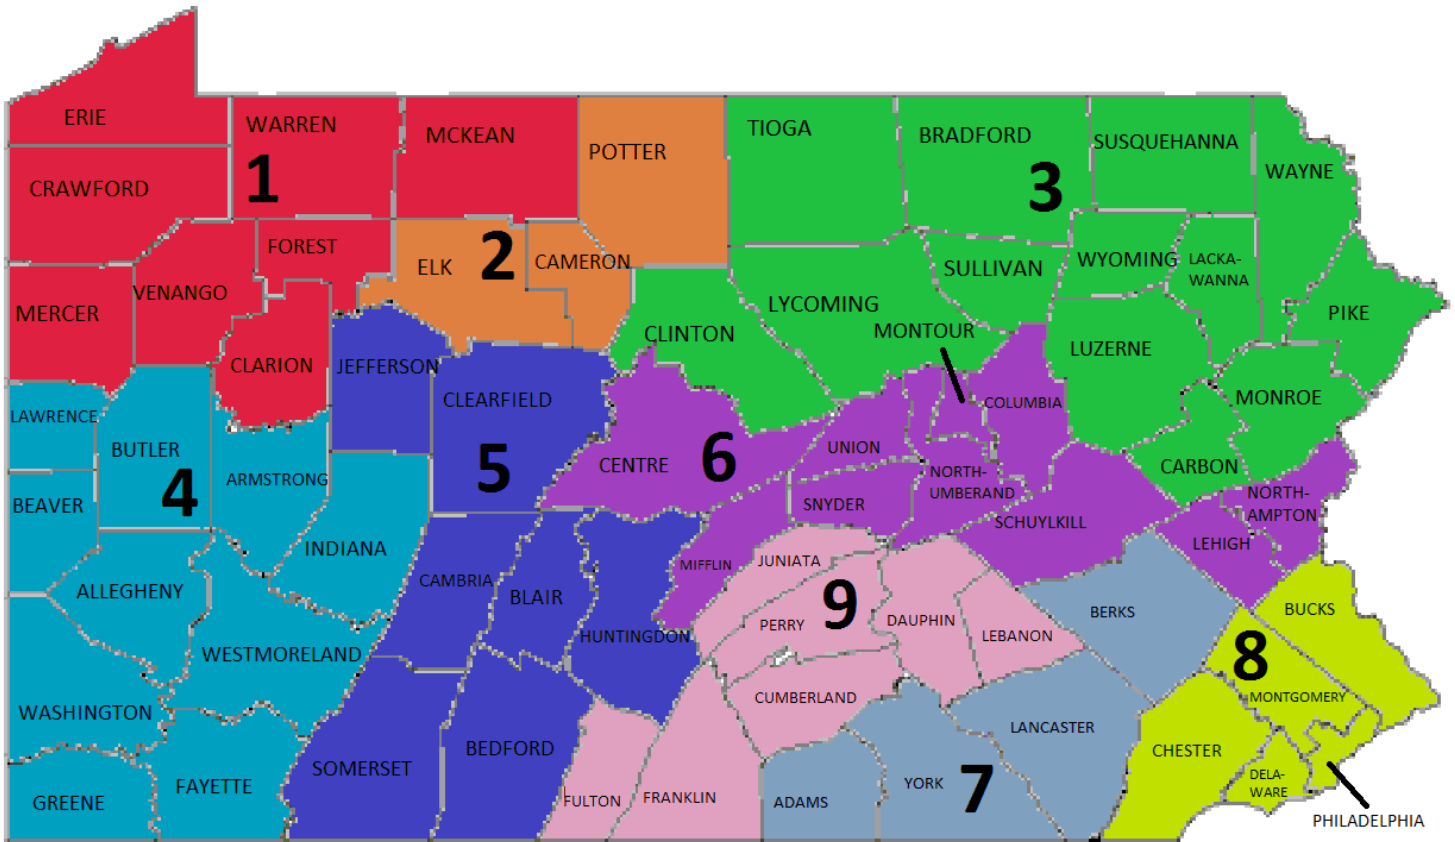 ERIE
WARREN
MCKEAN
POTTER
TIOGA
BRADFORD
SUSQUEHANNA
WAYNE
CRAWFORD
1
3
FOREST
ELK
2
CAMERON
SULLIVAN
WYOMING
LACKA-
WANNA
MERCER
VENANGO
LYCOMING
PIKE
CLINTON
MONTOUR
LUZERNE
CLARION
JEFFERSON
CLEARFIELD
COLUMBIA
MONROE
LAWRENCE
BUTLER
UNION
CENTRE
6
CARBON
4
ARMSTRONG
5
NORTH-
UMBERAND
NORTH-
AMPTON
BEAVER
SNYDER
SCHUYLKILL
LEHIGH
INDIANA
ALLEGHENY
CAMBRIA
BLAIR
MIFFLIN
JUNIATA
9
BERKS
BUCKS
HUNTINGDON
PERRY
DAUPHIN
LEBANON
WESTMORELAND
8
WASHINGTON
CUMBERLAND
MONTGOMERY
LANCASTER
BEDFORD
CHESTER
SOMERSET
GREENE
FAYETTE
FULTON
FRANKLIN
ADAMS
YORK
7
DELA-
WARE
PHILADELPHIA